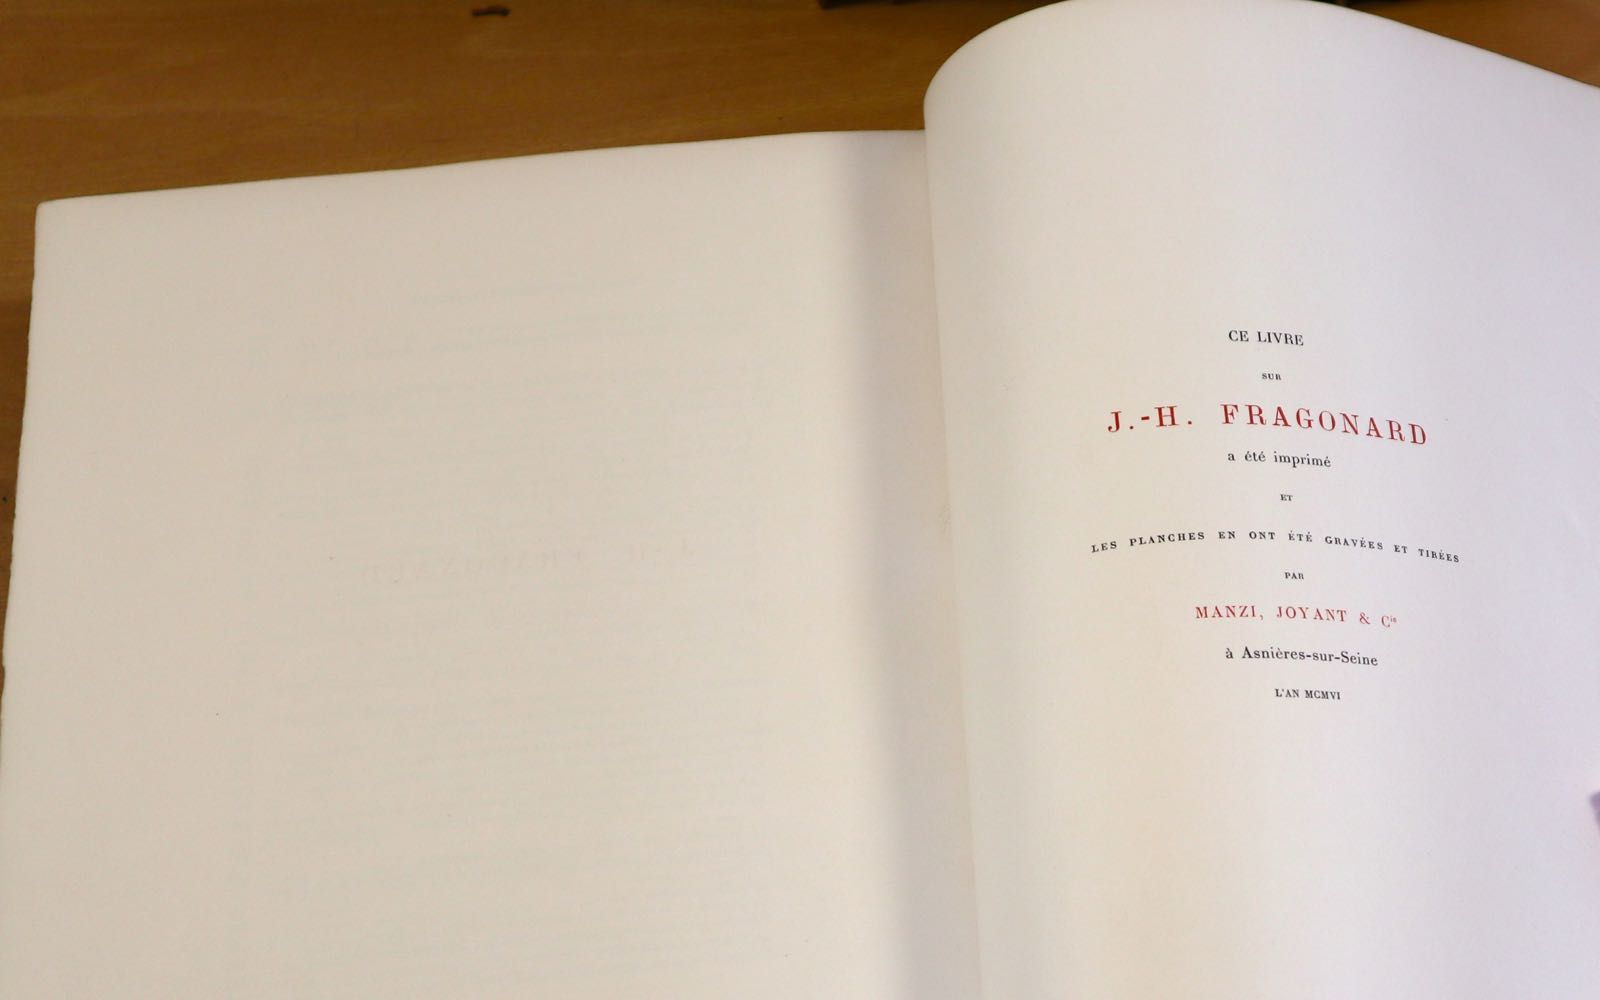 CE LIVRE
SUR
J.-H. FRAGONARD
a été imprimé
ET
LES PLANCHES EN ONT ÉTÉ GRAVÉES ET TIRÉES
PAR
MANZI, JOYANT & Cie
à Asnières-sur-Seine
L'AN MCMVI